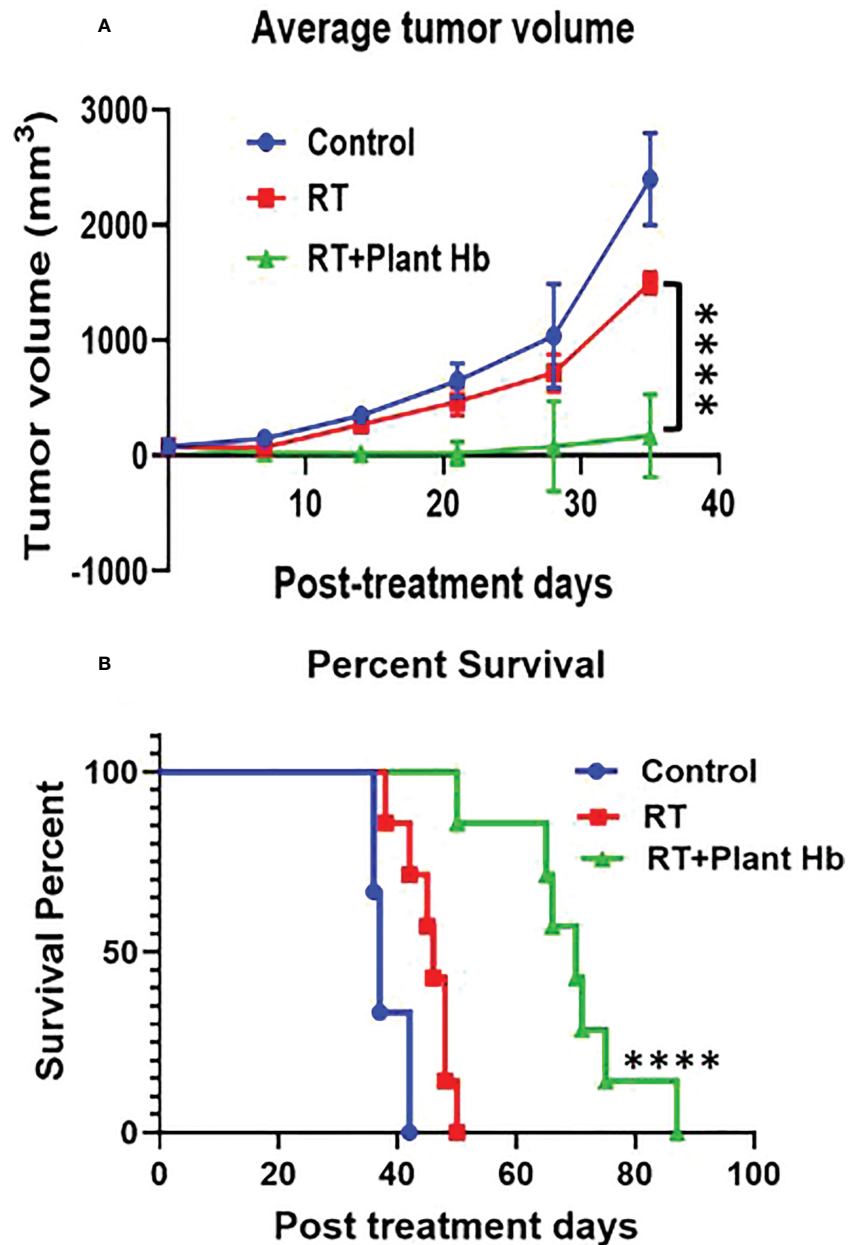 A
Average tumor volume
Tumor volume (mm³)
3000
2000
1000
0
-1000
Control
RT
RT+Plant Hb
****
10 20 30 40
Post-treatment days
B
Percent Survival
Survival Percent
100
50
0
Control
RT
RT+Plant Hb
****
0 20 40 60 80 100
Post treatment days